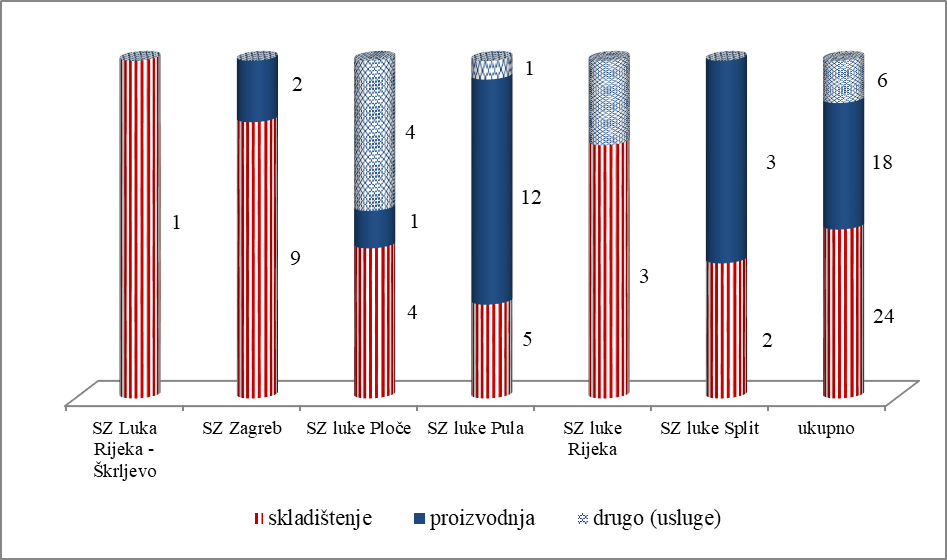 2
1
6
4
18
3
12
1
1
9
3
4
24
5
2
SZ Luka
Rijeka -
Škrljevo
SZ Zagreb
SZ luke Ploče
SZ luke Pula
SZ luke
Rijeka
SZ luke Split
ukupno
skladištenje
proizvodnja
drugo (usluge)